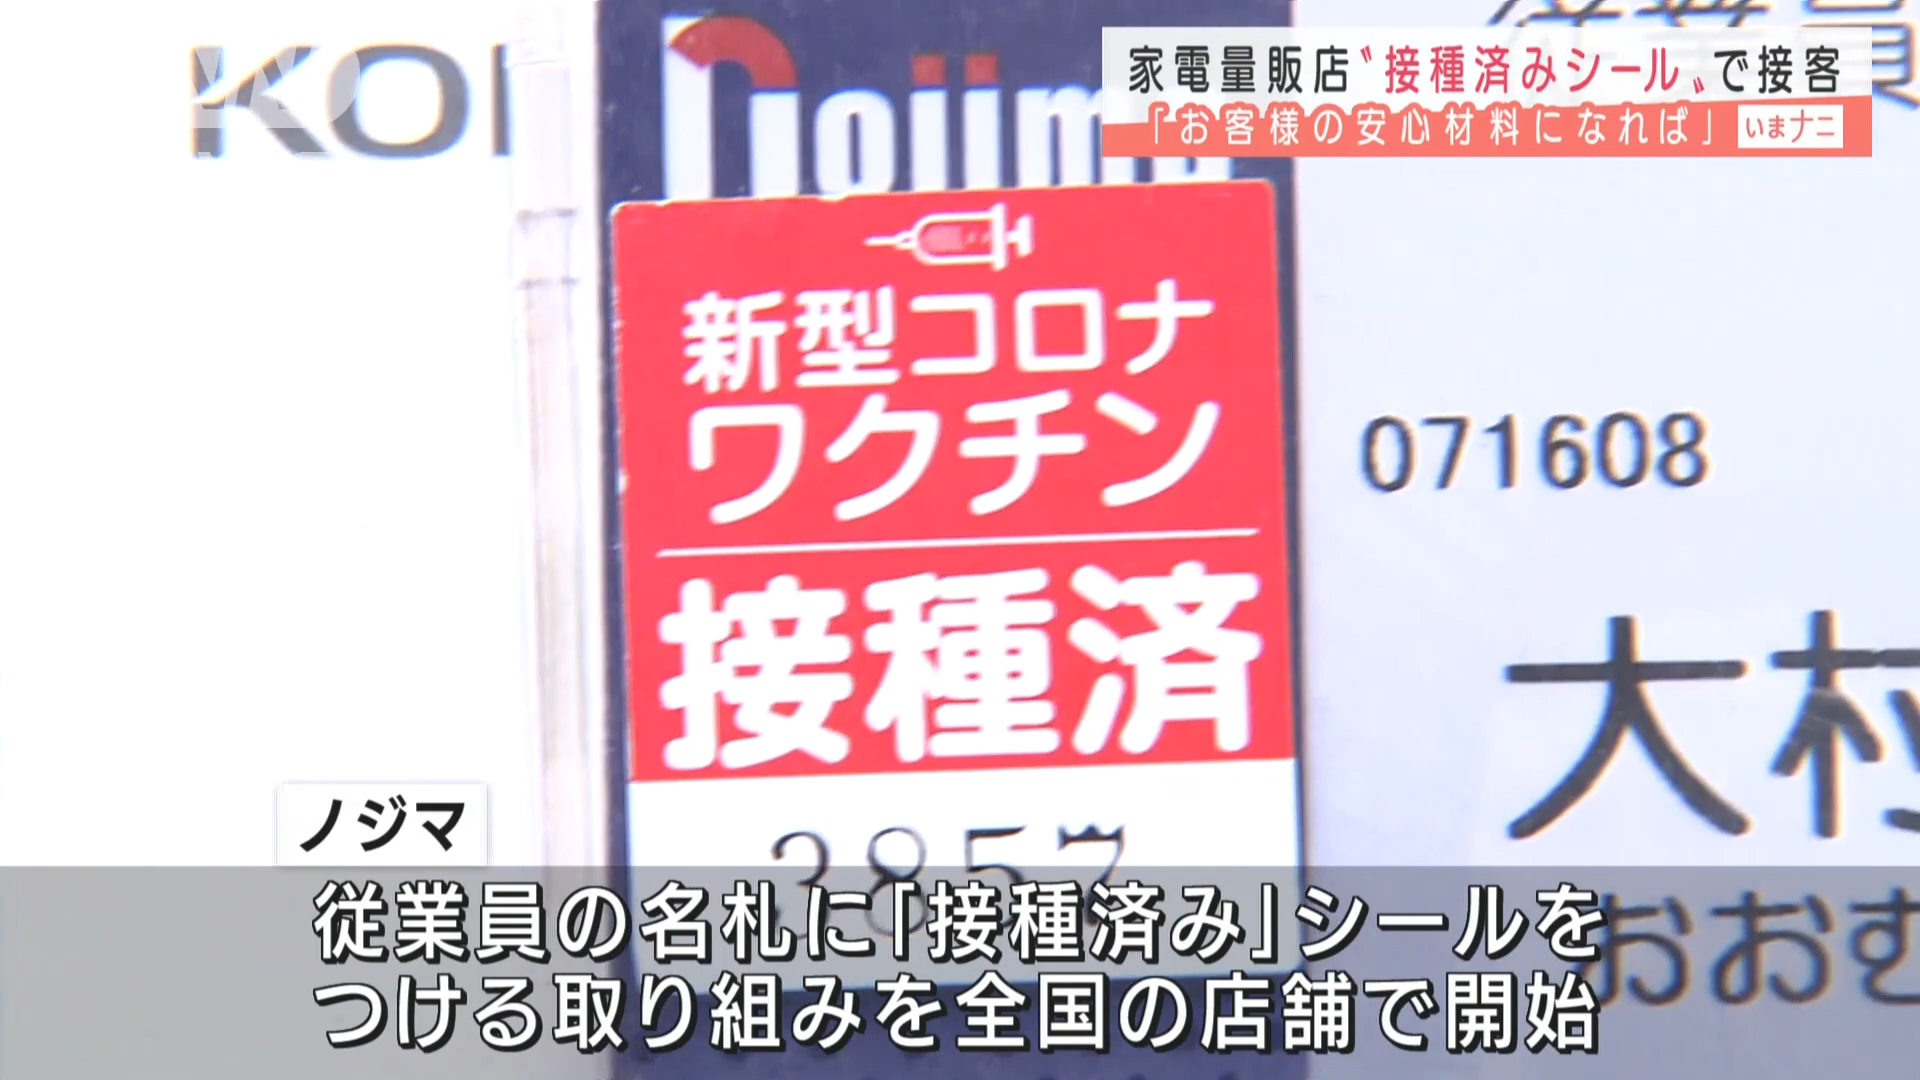 家電量販店〝接種済みシール〟で接客
「お客様の安心材料になれば」
いまナニ
Nojima
新型コロナ
ワクチン
接種済
3857
071608
大村
ノジマ
従業員の名札に「接種済み」シールを
つける取り組みを全国の店舗で開始